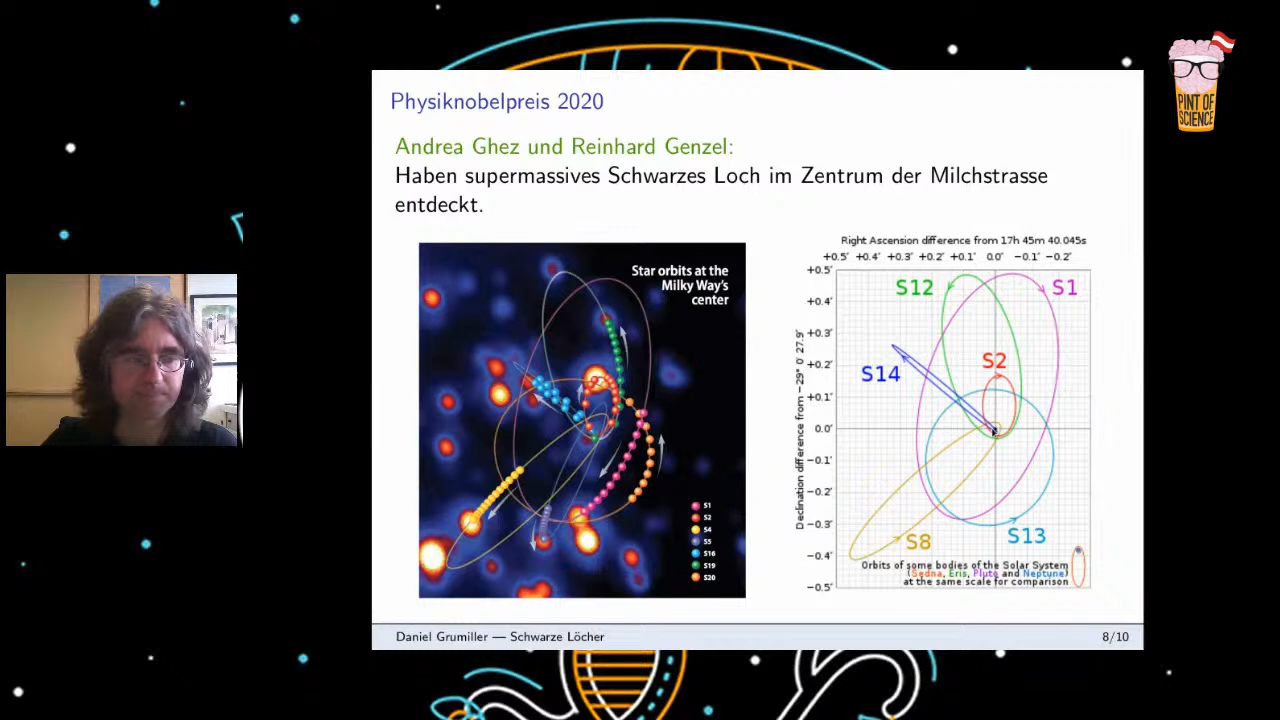 PINT OF
SCIENCE
Physiknobelpreis 2020
Andrea Ghez und Reinhard Genzel:
Haben supermassives Schwarzes Loch im Zentrum der Milchstrasse
entdeckt.
Star orbits at the
Milky Way's
center
S1
S2
S4
S5
S16
S19
S20
Right Ascension difference from 17h 45m 40.045s
+0.5" +0.4" +0.3" +0.2" +0.1" 0.0" −0.1" −0.2"
Declination difference from −29° 0' 27.9"
+0.5"
+0.4"
+0.3"
+0.2"
+0.1"
0.0"
−0.1"
−0.2"
−0.3"
−0.4"
−0.5"
S12
S1
S2
S14
S13
S8
Orbits of some bodies of the Solar System
(Sedna, Eris, Pluto and Neptune)
at the same scale for comparison
Daniel Grumiller — Schwarze Löcher
8/10